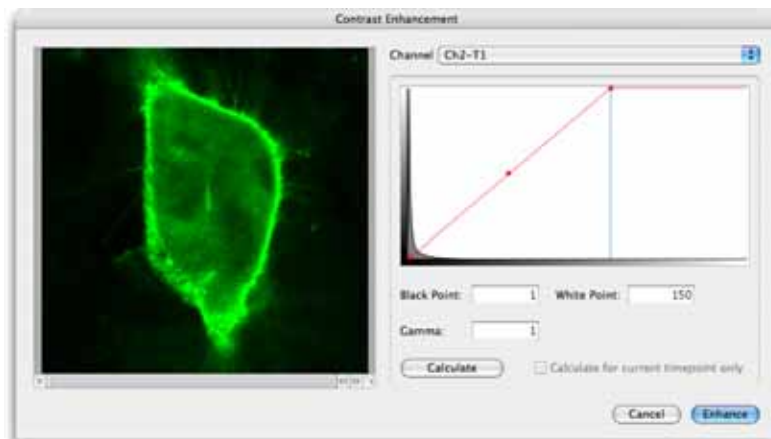 Contrast Enhancement
Channel Ch2-T1
Black Point: 1 White Point: 150
Gamma: 1
Calculate Calculate for current timepoint only
Cancel Enhance